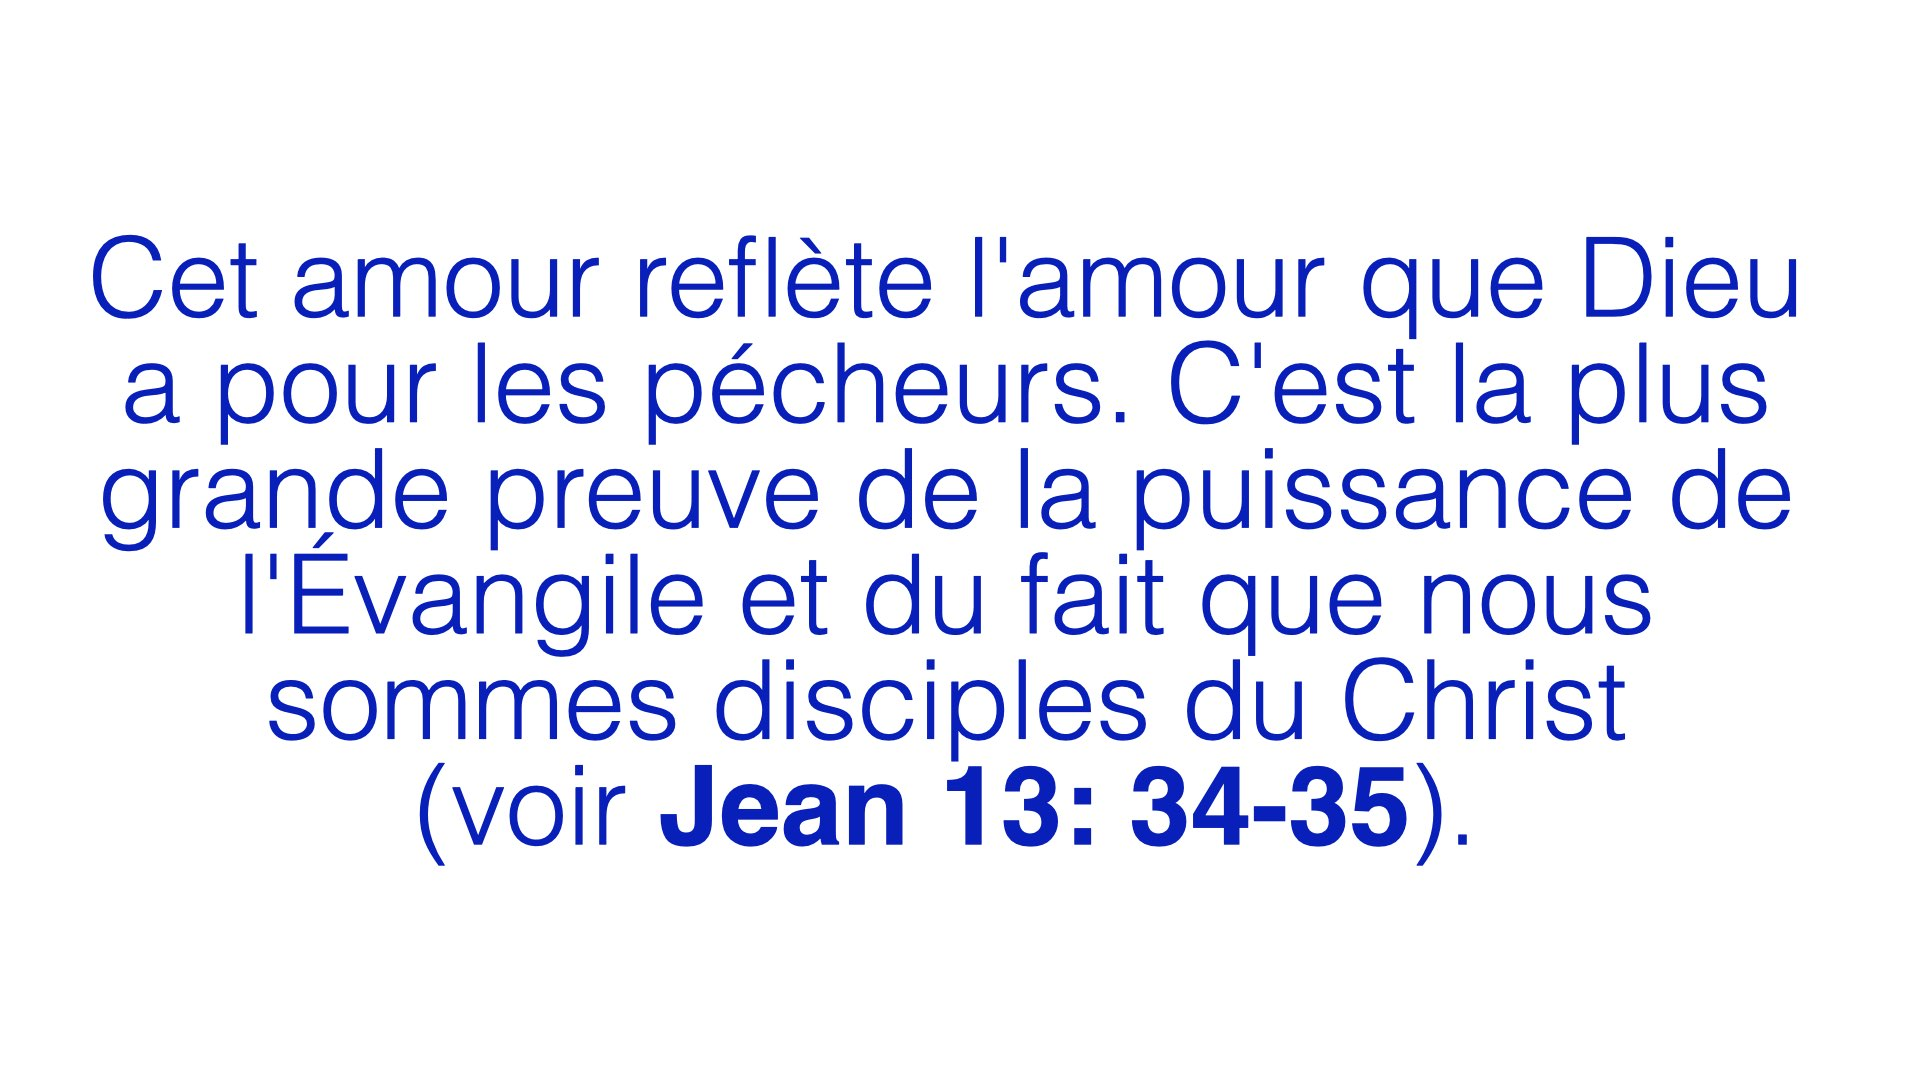 Cet amour reflète l'amour que Dieu
a pour les pécheurs. C'est la plus
grande preuve de la puissance de
l'Évangile et du fait que nous
sommes disciples du Christ
(voir Jean 13: 34-35).